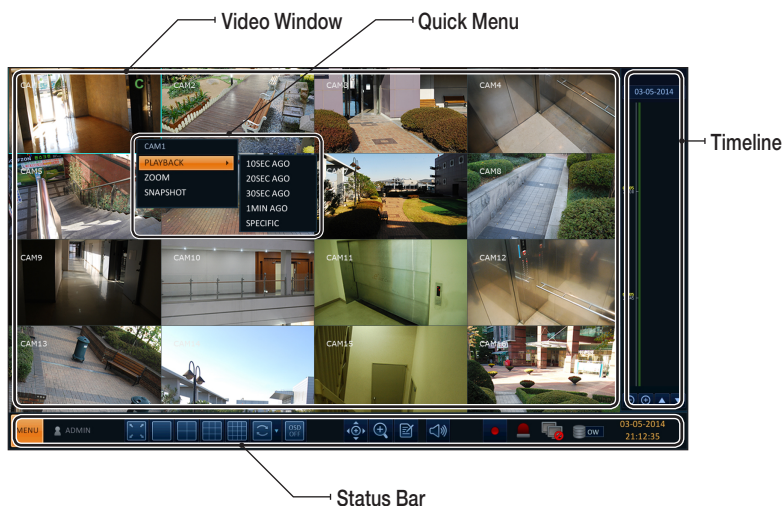 Video Window
Quick Menu
03-05-2014
Timeline
C
CAM2
CAM4
CAM1
PLAYBACK
ZOOM
SNAPSHOT
10SEC AGO
20SEC AGO
30SEC AGO
1MIN AGO
SPECIFIC
CAM5
CAM8
CAM9
CAM10
CAM11
CAM12
CAM13
CAM15
CAM16
MENU
ADMIN
OSD
OFF
OW
03-05-2014
21:12:35
Status Bar